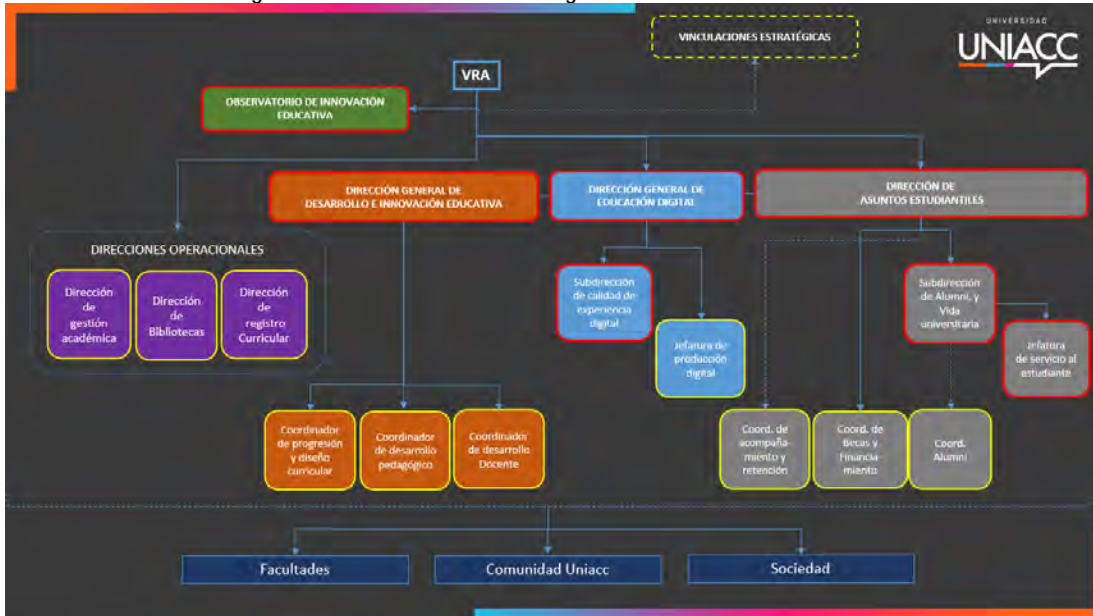 VINCULACIONES ESTRATÉGICAS
UNIVERSIDAD
UNIACC
VRA
OBSERVATORIO DE INNOVACIÓN
EDUCATIVA
DIRECCIÓN GENERAL DE
DESARROLLO E INNOVACIÓN EDUCATIVA
DIRECCIÓN GENERAL DE
EDUCACIÓN DIGITAL
DIRECCIÓN DE
ASUNTOS ESTUDIANTILES
DIRECCIONES OPERACIONALES
Dirección
de
gestión
académica
Dirección
de
Bibliotecas
Dirección
de
registro
Curricular
Subdirección
de calidad de
experiencia
digital
Jefatura de
producción
digital
Subdirección
de Alumni, y
Vida
universitaria
Jefatura
de servicio al
estudiante
Coordinador
de progresión
y diseño
curricular
Coordinador
de desarrollo
pedagógico
Coordinador
de desarrollo
Docente
Coord. de
acompaña-
miento y
retención
Coord. de
Becas y
Financia-
miento
Coord.
Alumni
Facultades
Comunidad Uniacc
Sociedad